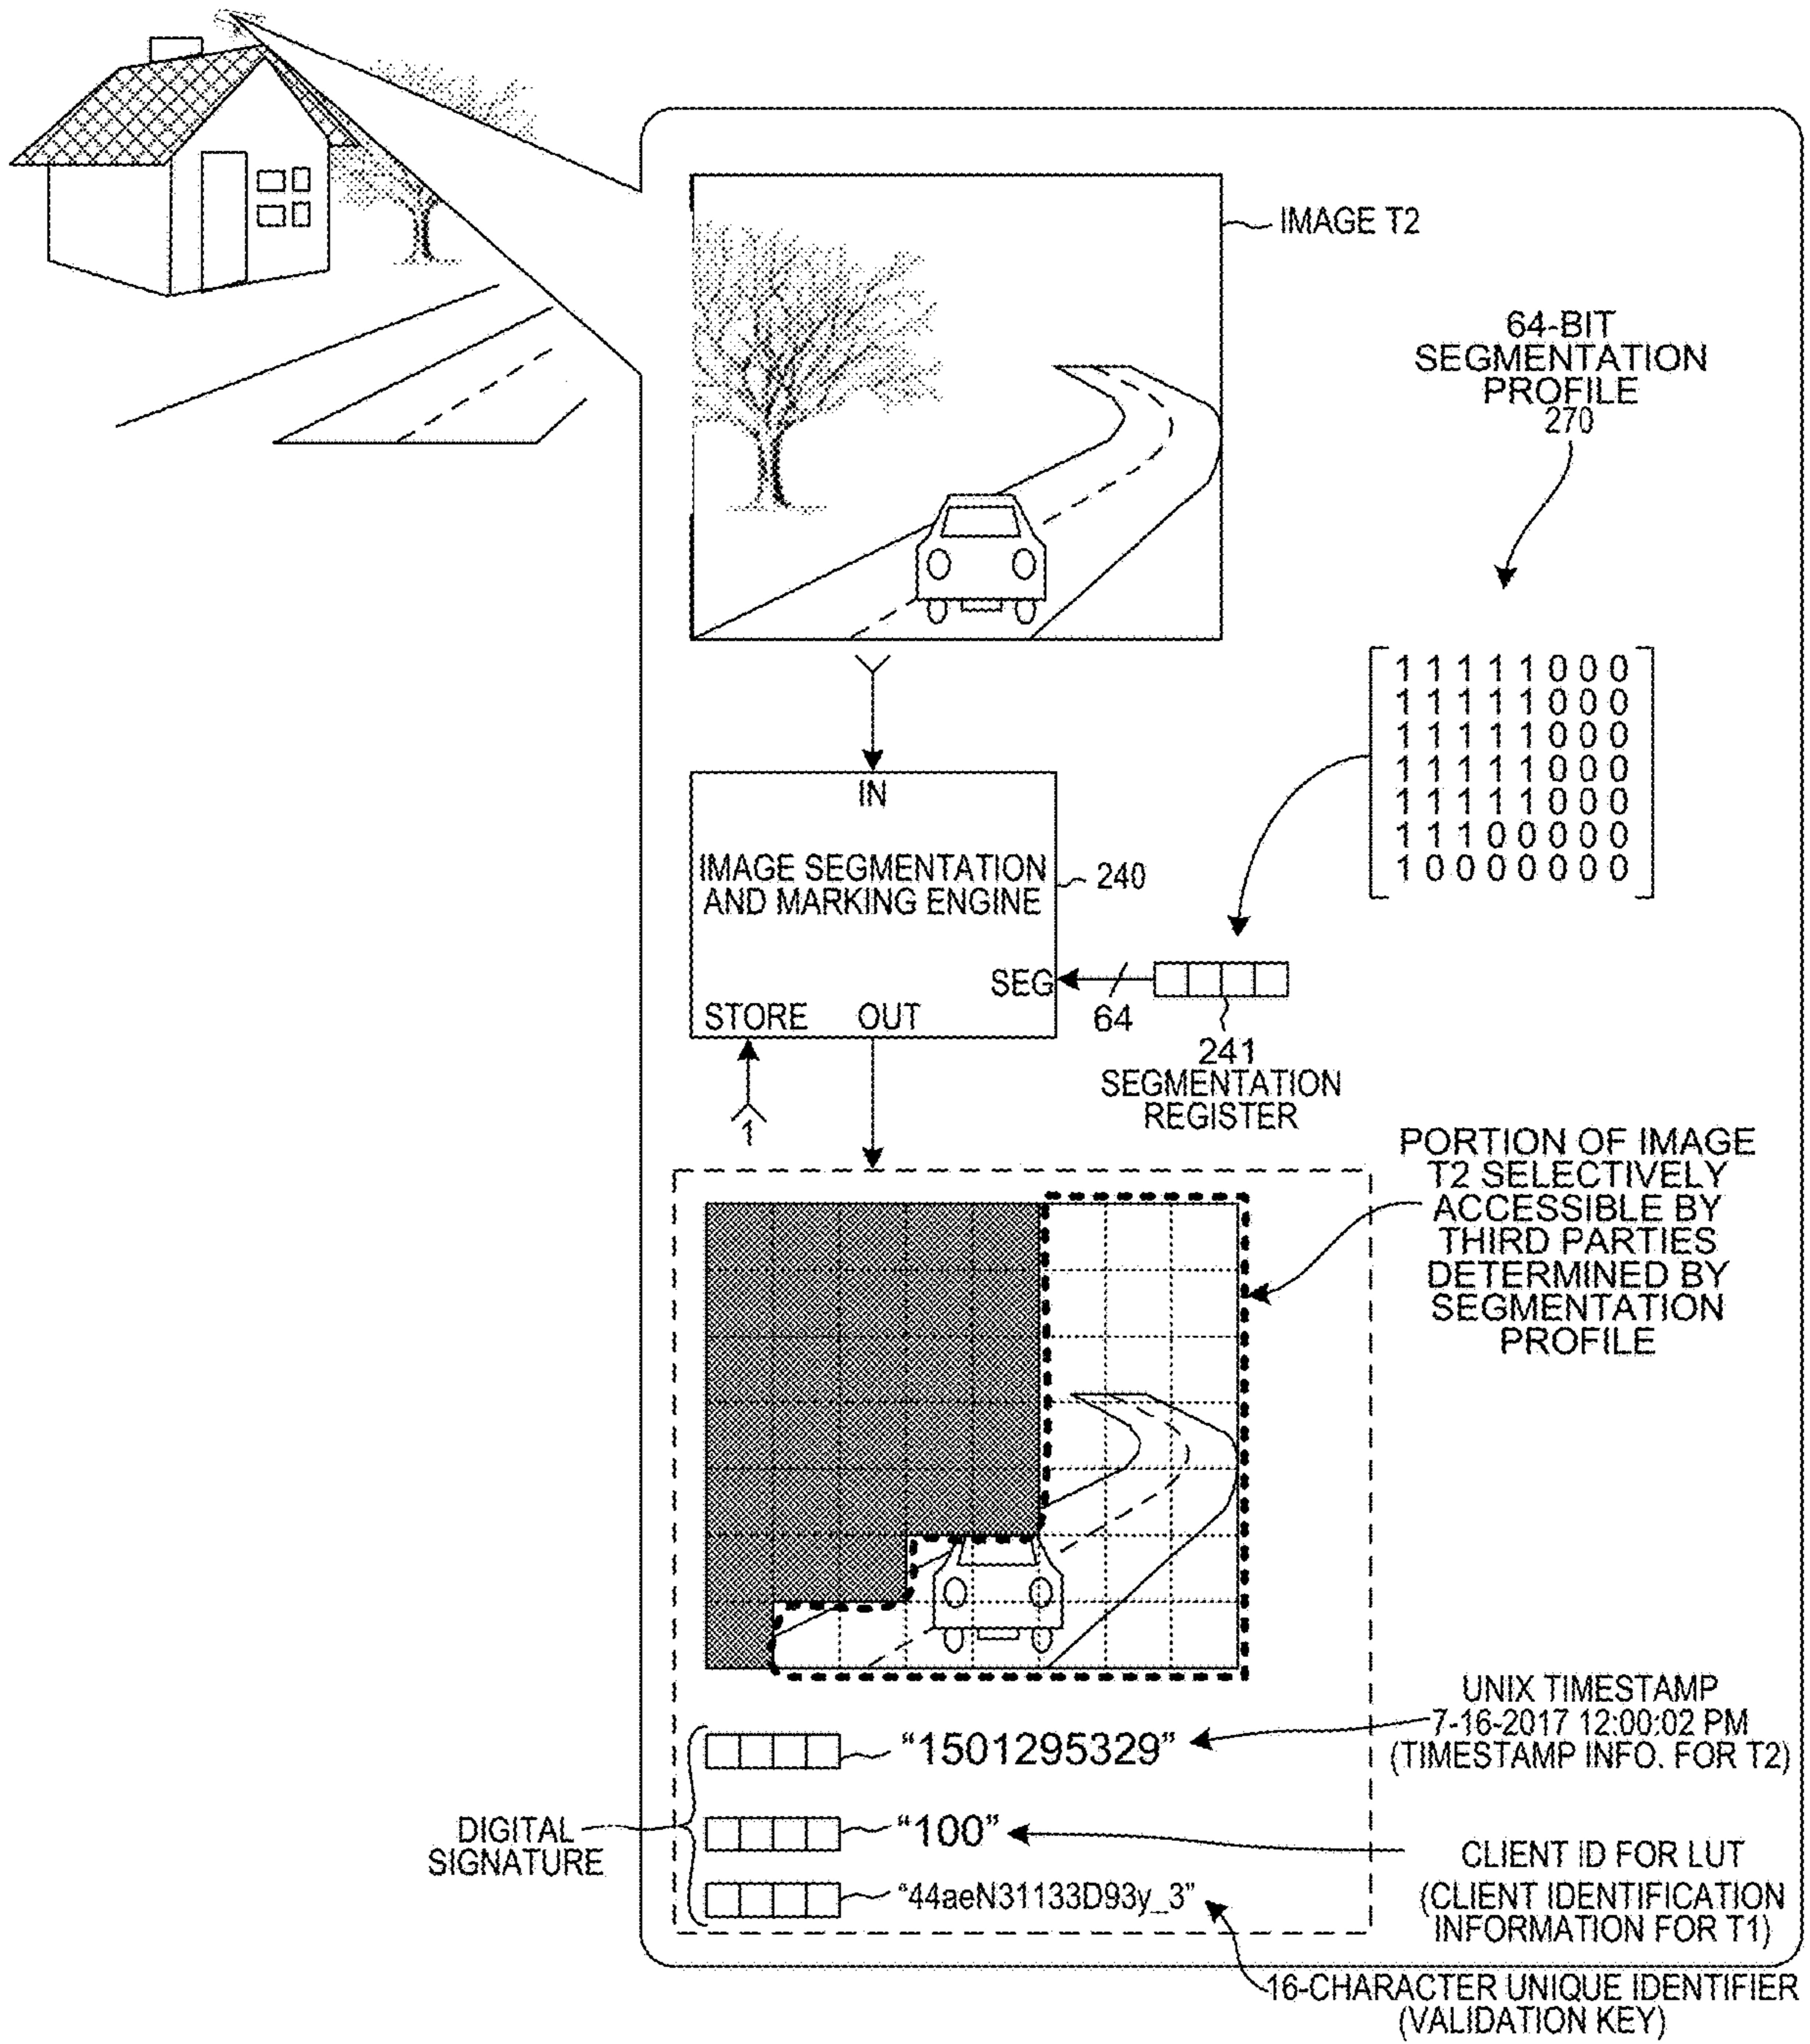 IMAGE T2
64-BIT
SEGMENTATION
PROFILE
270
1 1 1 1 1 0 0 0
1 1 1 1 1 0 0 0
1 1 1 1 1 0 0 0
1 1 1 1 1 0 0 0
1 1 1 1 1 0 0 0
1 1 1 0 0 0 0 0
1 0 0 0 0 0 0 0
IN
IMAGE SEGMENTATION
AND MARKING ENGINE
240
SEG
64
STORE
OUT
1
241
SEGMENTATION
REGISTER
PORTION OF IMAGE
T2 SELECTIVELY
ACCESSIBLE BY
THIRD PARTIES
DETERMINED BY
SEGMENTATION
PROFILE
UNIX TIMESTAMP
7-16-2017 12:00:02 PM
(TIMESTAMP INFO. FOR T2)
“1501295329”
DIGITAL
SIGNATURE
“100”
CLIENT ID FOR LUT
(CLIENT IDENTIFICATION
INFORMATION FOR T1)
“44aeN31133D93y_3”
16-CHARACTER UNIQUE IDENTIFIER
(VALIDATION KEY)